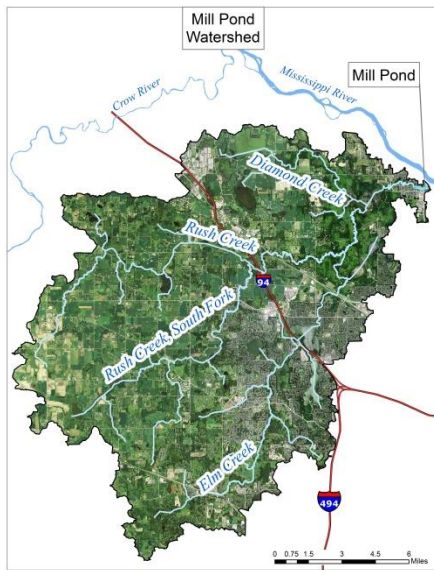 Mill Pond
Watershed
Mississippi River
Mill Pond
Crow River
Diamond Creek
Rush Creek
94
Rush Creek, South Fork
Elm Creek
494
0 0.75 1.5 3 4.5 6
Miles